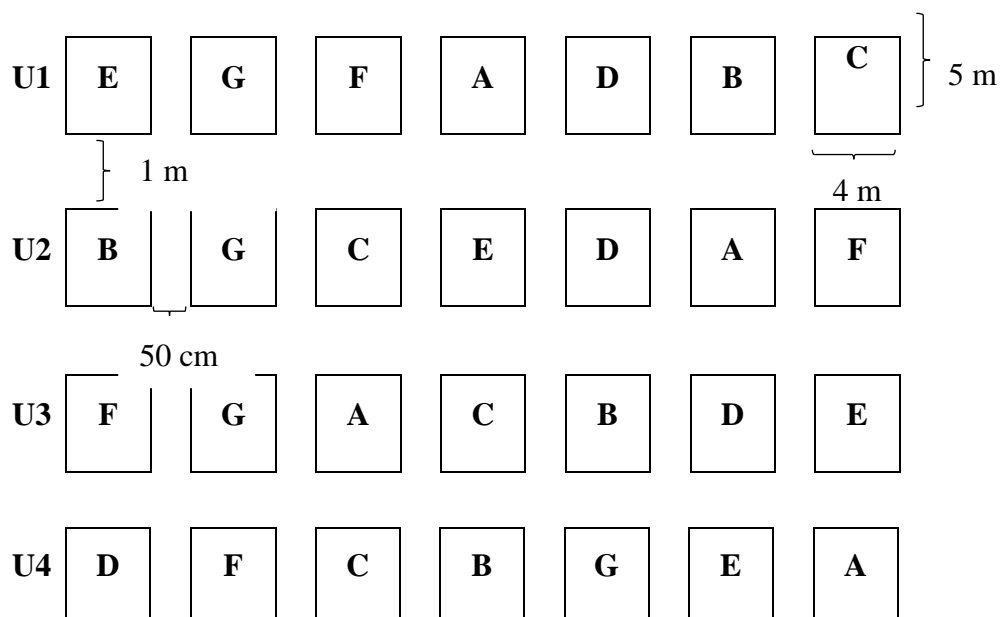 U1 E G F A D B C 5 m
1 m
4 m
U2 B G C E D A F
50 cm
U3 F G A C B D E
U4 D F C B G E A